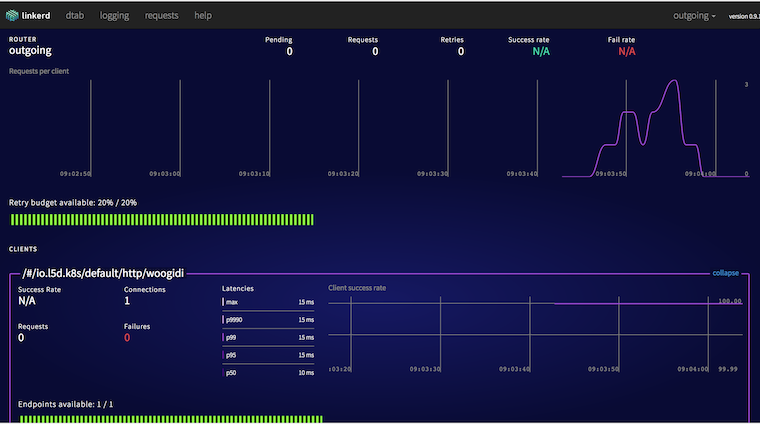 linkerd dtab logging requests help outgoing version 0.9.
ROUTER
outgoing
Pending Requests Retries Success rate Fail rate
0 0 0 N/A N/A
Requests per client
3
09:02:50 09:03:00 09:03:10 09:03:20 09:03:30 09:03:40 09:03:50 09:04:00 0
Retry budget available: 20% / 20%
CLIENTS
/#/io.l5d.k8s/default/http/woogidi collapse
Success Rate Connections Latencies Client success rate
N/A 1 max 15 ms 100.00
p9990 15 ms
Requests Failures p99 15 ms
0 0 p95 15 ms
p50 10 ms :03:20 09:03:30 09:03:40 09:03:50 09:04:00 99.99
Endpoints available: 1 / 1